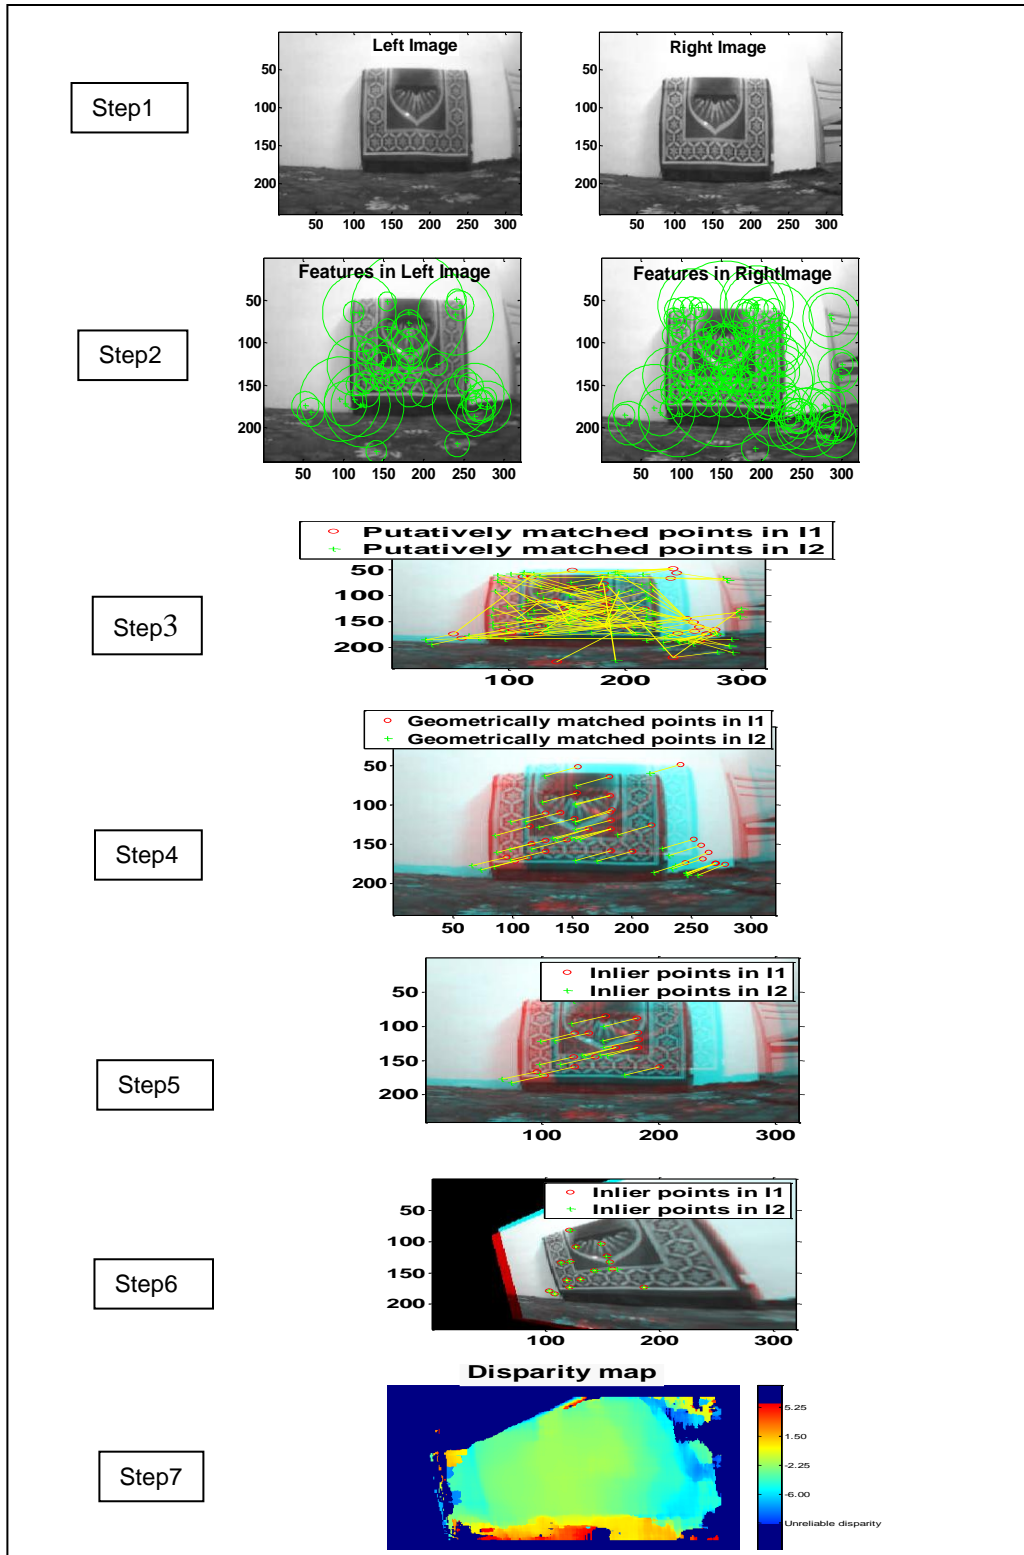 Step1
Left Image
50
100
150
200
50 100 150 200 250 300
Right Image
50
100
150
200
50 100 150 200 250 300
Step2
Features in Left Image
50
100
150
200
50 100 150 200 250 300
Features in RightImage
50
100
150
200
50 100 150 200 250 300
Step3
Putatively matched points in I1
Putatively matched points in I2
50
100
150
200
100 200 300
Step4
Geometrically matched points in I1
Geometrically matched points in I2
50
100
150
200
50 100 150 200 250 300
Step5
Inlier points in I1
Inlier points in I2
50
100
150
200
100 200 300
Step6
Inlier points in I1
Inlier points in I2
50
100
150
200
100 200 300
Step7
Disparity map
5.25
1.50
-2.25
-6.00
Unreliable disparity